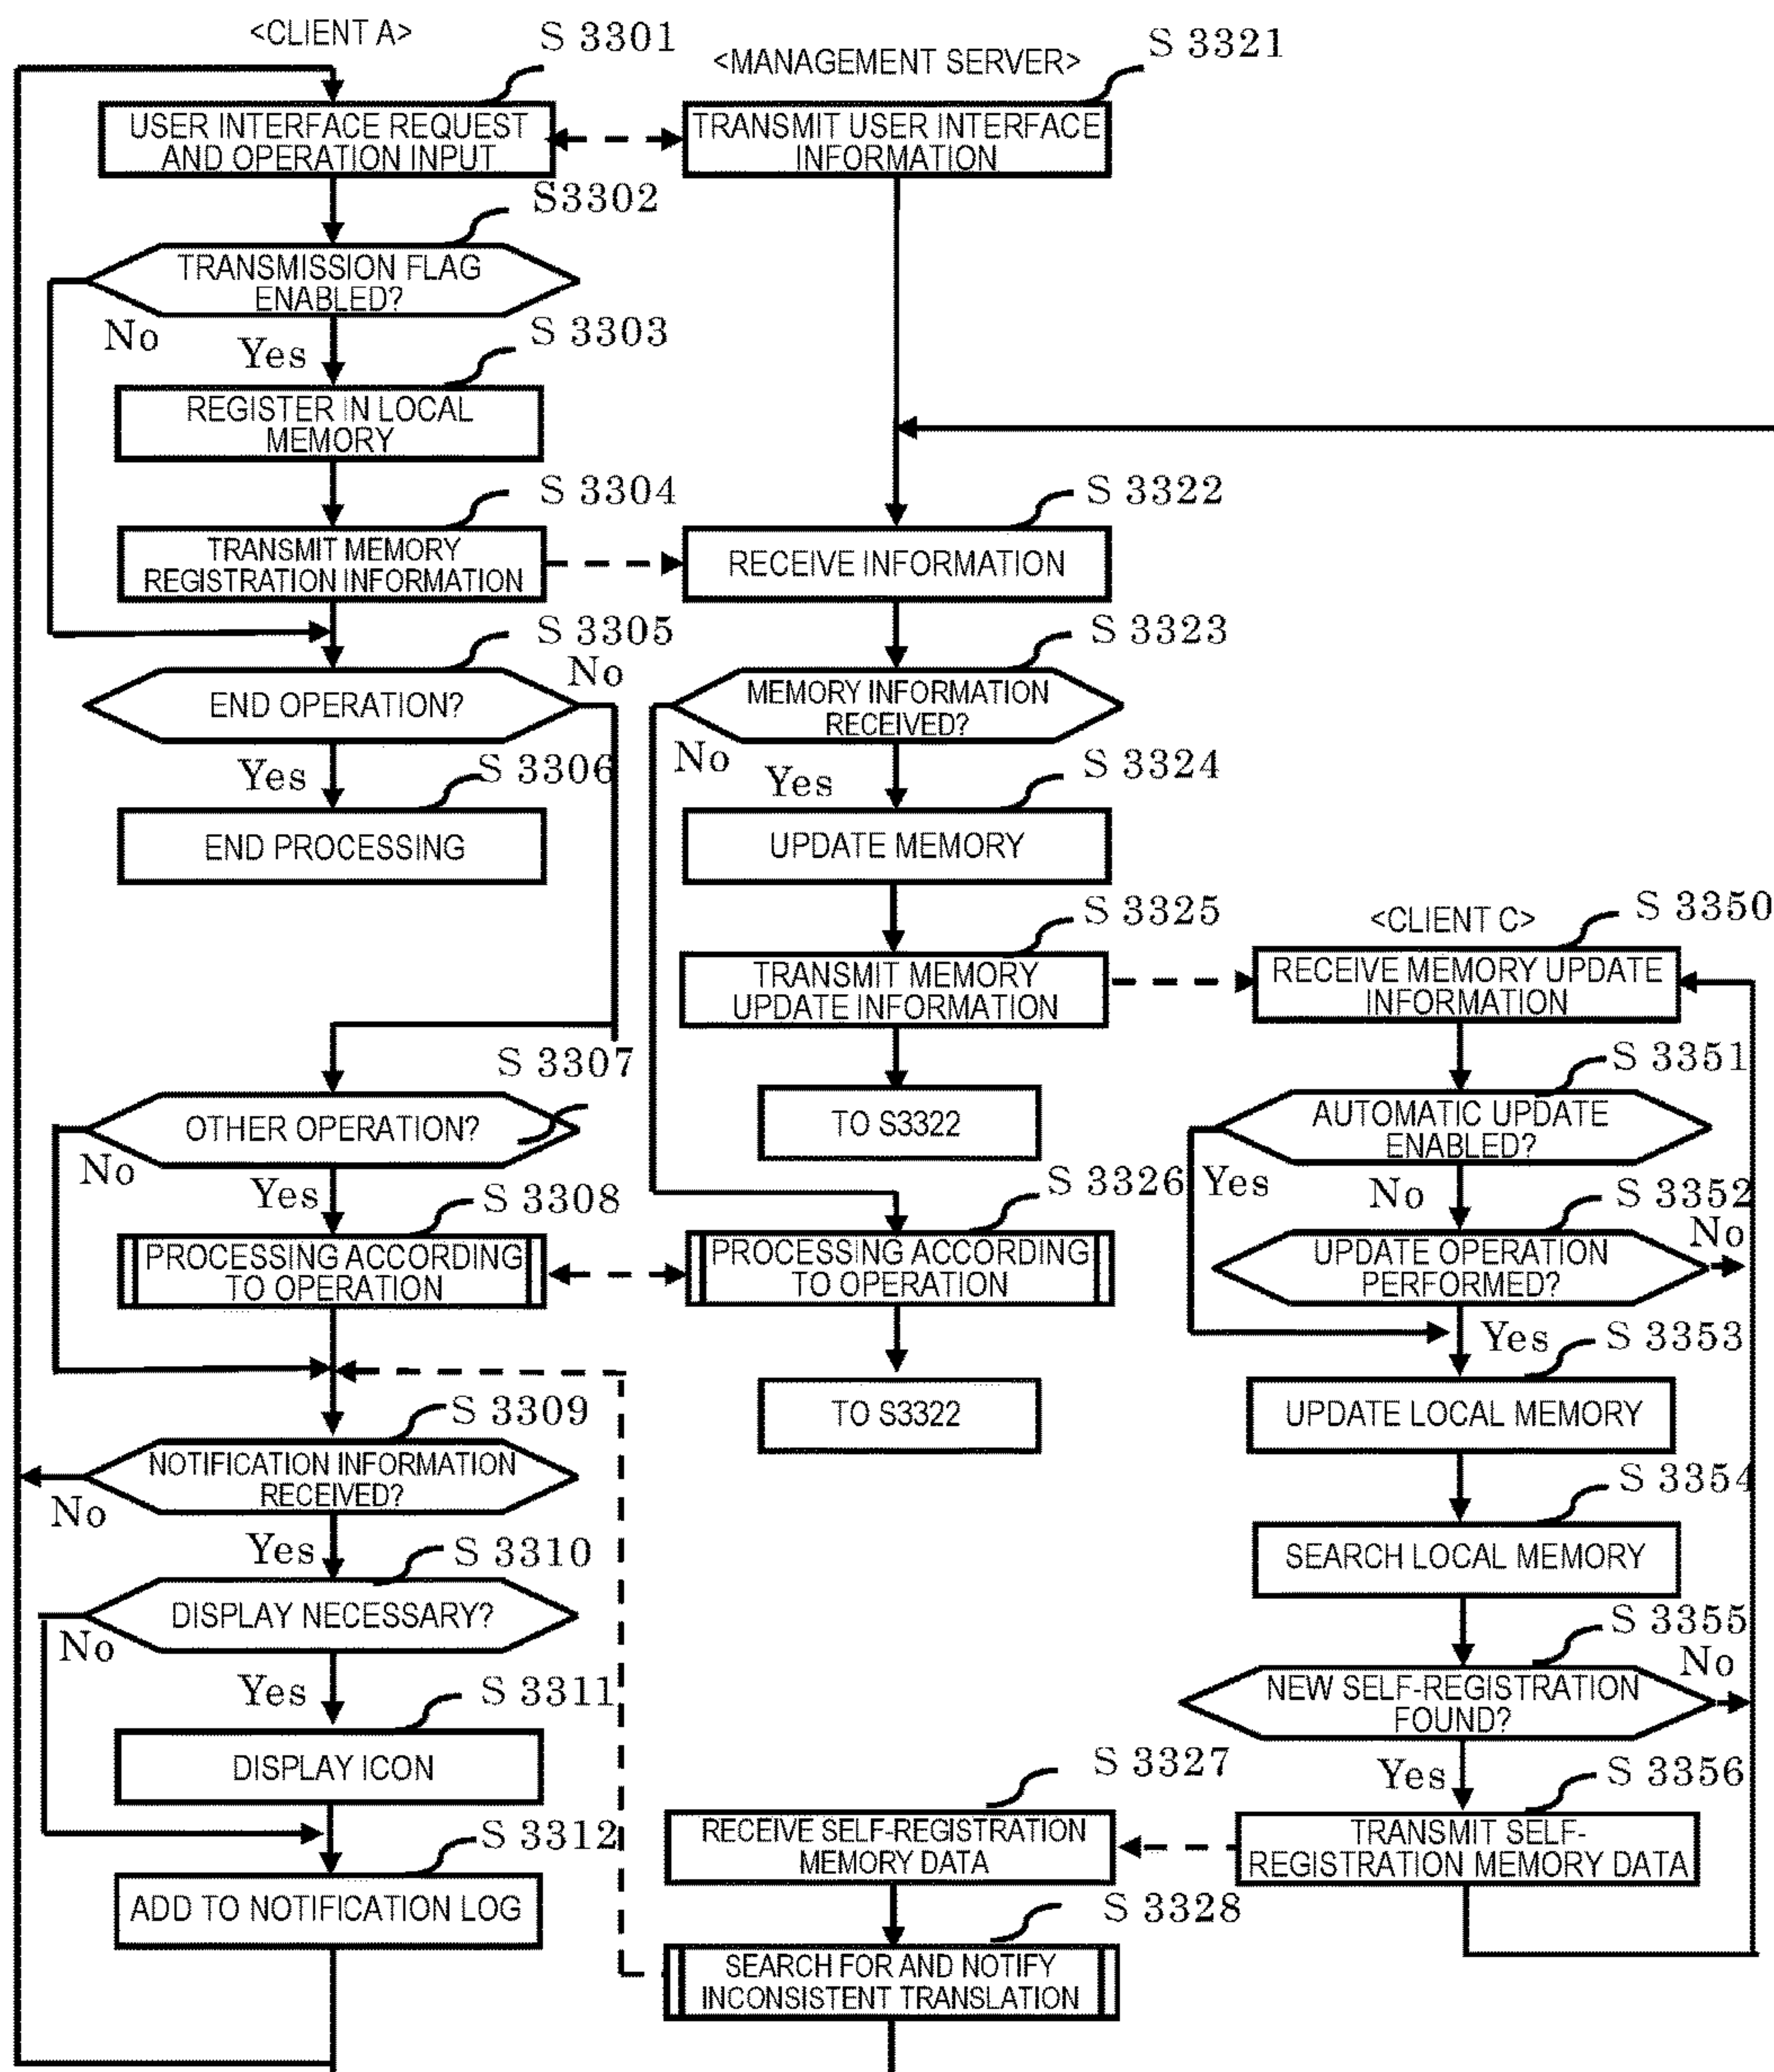 <CLIENT A>
S 3301
USER INTERFACE REQUEST
AND OPERATION INPUT
S3302
TRANSMISSION FLAG
ENABLED?
No
Yes
S 3303
REGISTER IN LOCAL
MEMORY
S 3304
TRANSMIT MEMORY
REGISTRATION INFORMATION
S 3305
END OPERATION?
No
Yes
S 3306
END PROCESSING
S 3307
OTHER OPERATION?
No
Yes
S 3308
PROCESSING ACCORDING
TO OPERATION
S 3309
NOTIFICATION INFORMATION
RECEIVED?
No
Yes
S 3310
DISPLAY NECESSARY?
No
Yes
S 3311
DISPLAY ICON
S 3312
ADD TO NOTIFICATION LOG
<MANAGEMENT SERVER>
S 3321
TRANSMIT USER INTERFACE
INFORMATION
S 3322
RECEIVE INFORMATION
S 3323
MEMORY INFORMATION
RECEIVED?
No
Yes
S 3324
UPDATE MEMORY
S 3325
TRANSMIT MEMORY
UPDATE INFORMATION
TO S3322
S 3326
PROCESSING ACCORDING
TO OPERATION
TO S3322
S 3327
RECEIVE SELF-REGISTRATION
MEMORY DATA
S 3328
SEARCH FOR AND NOTIFY
INCONSISTENT TRANSLATION
<CLIENT C>
S 3350
RECEIVE MEMORY UPDATE
INFORMATION
S 3351
AUTOMATIC UPDATE
ENABLED?
Yes
No
S 3352
UPDATE OPERATION
PERFORMED?
No
Yes
S 3353
UPDATE LOCAL MEMORY
S 3354
SEARCH LOCAL MEMORY
S 3355
NEW SELF-REGISTRATION
FOUND?
No
Yes
S 3356
TRANSMIT SELF-
REGISTRATION MEMORY DATA